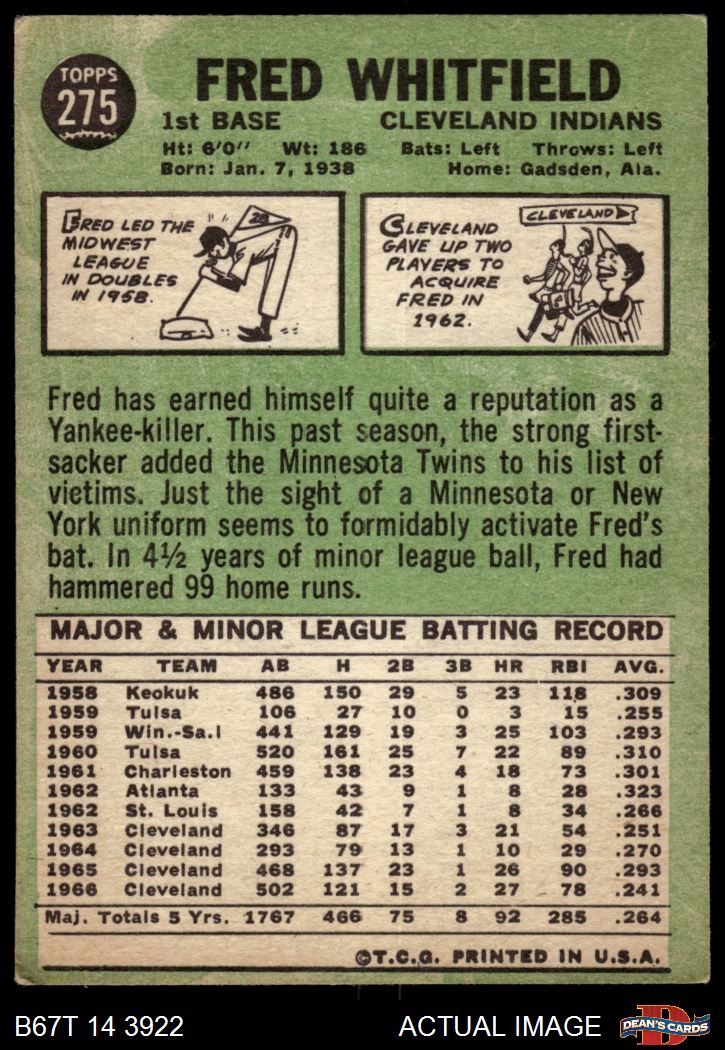 TOPPS
275
FRED WHITFIELD
1st BASE CLEVELAND INDIANS
Ht: 6'0" Wt: 186 Bats: Left Throws: Left
Born: Jan. 7, 1938 Home: Gadsden, Ala.
FRED LED THE
MIDWEST
LEAGUE
IN DOUBLES
IN 1958.
2B
CLEVELAND
GAVE UP TWO
PLAYERS TO
ACQUIRE
FRED IN
1962.
CLEVELAND
Fred has earned himself quite a reputation as a
Yankee-killer. This past season, the strong first-
sacker added the Minnesota Twins to his list of
victims. Just the sight of a Minnesota or New
York uniform seems to formidably activate Fred's
bat. In 4½ years of minor league ball, Fred had
hammered 99 home runs.
MAJOR & MINOR LEAGUE BATTING RECORD
YEAR TEAM AB H 2B 3B HR RBI AVG.
1958 Keokuk 486 150 29 5 23 118 .309
1959 Tulsa 106 27 10 0 3 15 .255
1959 Win.-Sa.l 441 129 19 3 25 103 .293
1960 Tulsa 520 161 25 7 22 89 .310
1961 Charleston 459 138 23 4 18 73 .301
1962 Atlanta 133 43 9 1 8 28 .323
1962 St. Louis 158 42 7 1 8 34 .266
1963 Cleveland 346 87 17 3 21 54 .251
1964 Cleveland 293 79 13 1 10 29 .270
1965 Cleveland 468 137 23 1 26 90 .293
1966 Cleveland 502 121 15 2 27 78 .241
Maj. Totals 5 Yrs. 1767 466 75 8 92 285 .264
©T.C.G. PRINTED IN U.S.A.
B67T 14 3922 ACTUAL IMAGE
D
DEAN'S CARDS